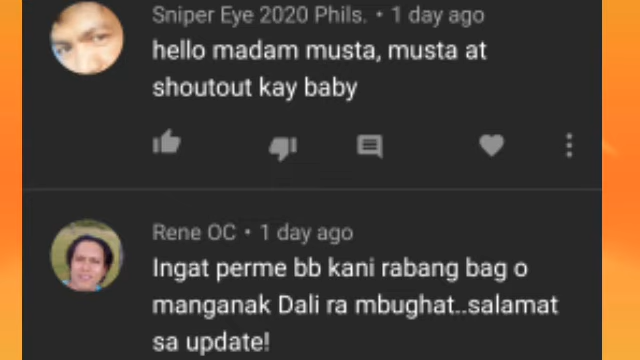 Sniper Eye 2020 Phils. • 1 day ago
hello madam musta, musta at
shoutout kay baby
Rene OC • 1 day ago
Ingat perme bb kani rabang bag o
manganak Dali ra mbughat..salamat
sa update!